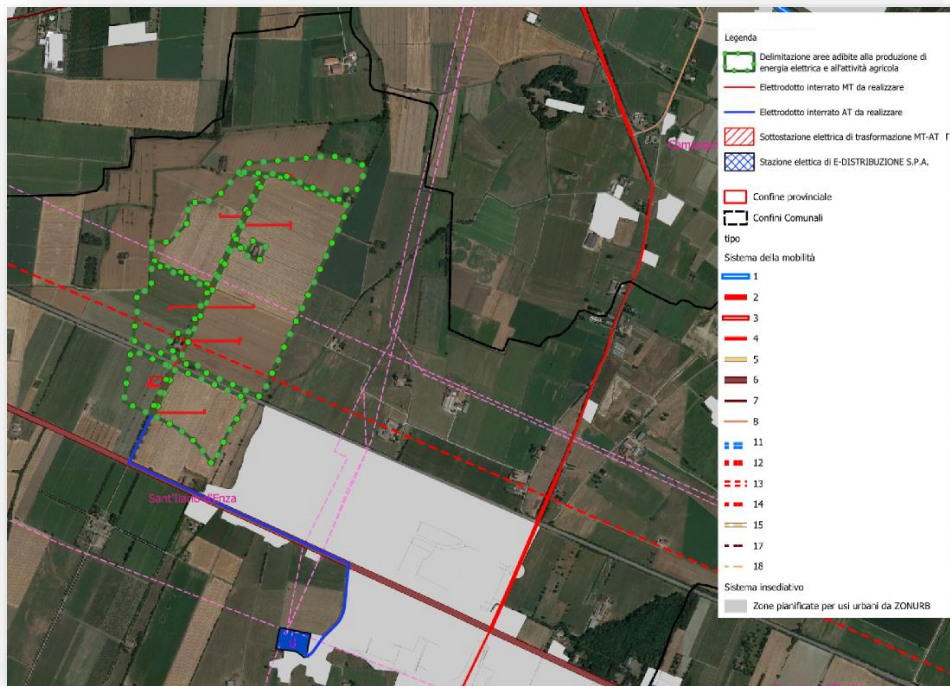 Legenda
Delimitazione aree adibite alla produzione di
energia elettrica e all'attività agricola
Elettrodotto interrato MT da realizzare
Elettrodotto interrato AT da realizzare
Sottostazione elettrica di trasformazione MT-AT
Stazione elettica di E-DISTRIBUZIONE S.P.A.
Confine provinciale
Confini Comunali
tipo
Sistema della mobilità
1
2
3
4
5
6
7
8
11
12
13
14
15
17
18
Sistema insediativo
Zone pianificate per usi urbani da ZONURB
Sant'Ilario d'Enza